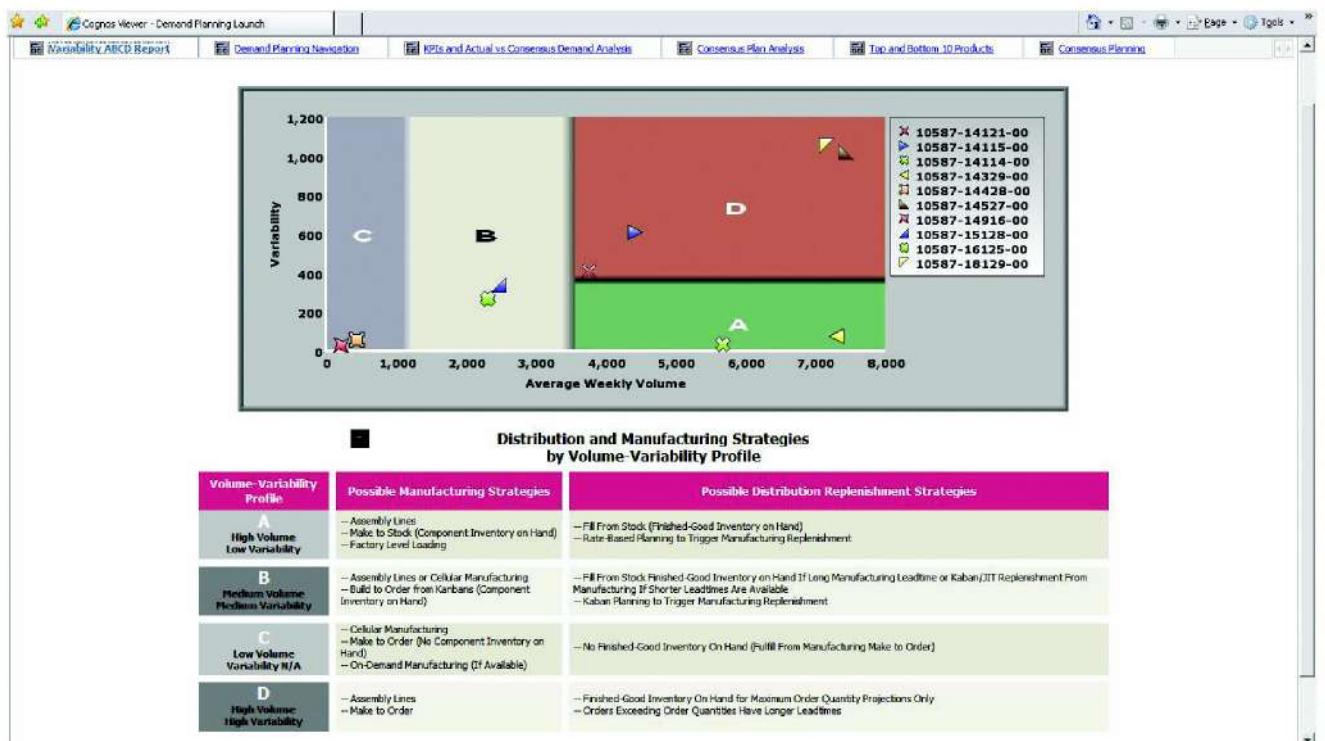 Cognos Viewer - Demand Planning Launch
Page
Tools
Variability ABCD Report
Demand Planning Navigation
KPIs and Actual vs Consensus Demand Analysis
Consensus Plan Analysis
Top and Bottom 10 Products
Consensus Planning
1,200
1,000
800
600
400
200
0
Variability
C
B
D
A
0 1,000 2,000 3,000 4,000 5,000 6,000 7,000 8,000
Average Weekly Volume
10587-14121-00
10587-14115-00
10587-14114-00
10587-14329-00
10587-14428-00
10587-14527-00
10587-14916-00
10587-15128-00
10587-16125-00
10587-18129-00
Distribution and Manufacturing Strategies
by Volume-Variability Profile
Volume-Variability
Profile
Possible Manufacturing Strategies
Possible Distribution Replenishment Strategies
A
High Volume
Low Variability
-- Assembly Lines
-- Make to Stock (Component Inventory on Hand)
-- Factory Level Loading
-- Fill From Stock (Finished-Good Inventory on Hand)
-- Rate-Based Planning to Trigger Manufacturing Replenishment
B
Medium Volume
Medium Variability
-- Assembly Lines or Cellular Manufacturing
-- Build to Order from Kanbans (Component
Inventory on Hand)
-- Fill From Stock Finished-Good Inventory on Hand If Long Manufacturing Leadtime or Kaban/JIT Replenishment From
Manufacturing If Shorter Leadtimes Are Available
-- Kaban Planning to Trigger Manufacturing Replenishment
C
Low Volume
Variability N/A
-- Cellular Manufacturing
-- Make to Order (No Component Inventory on
Hand)
-- On-Demand Manufacturing (If Available)
-- No Finished-Good Inventory On Hand (Fulfill From Manufacturing Make to Order)
D
High Volume
High Variability
-- Assembly Lines
-- Make to Order
-- Finished-Good Inventory On Hand for Maximum Order Quantity Projections Only
-- Orders Exceeding Order Quantities Have Longer Leadtimes